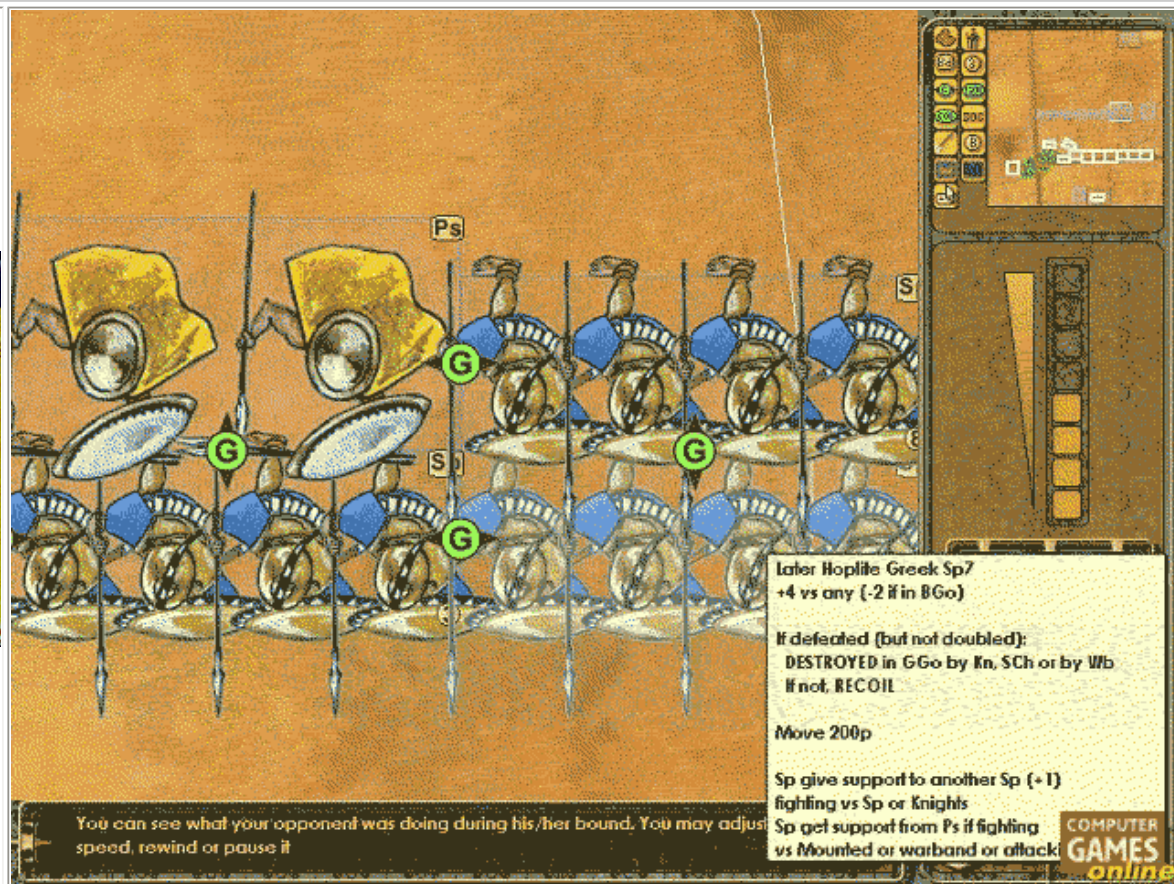 Ps
S
G
G
G
Sp
G
Later Hoplite Greek Sp7
+4 vs any (-2 if in BGo)
If defeated (but not doubled):
DESTROYED in GGo by Kn, SCh or by Wb
If not, RECOIL
Move 200p
Sp give support to another Sp (+1)
fighting vs Sp or Knights
Sp get support from Ps if fighting
vs Mounted or warband or attacki
You can see what your opponent was doing during his/her bound. You may adjus
speed, rewind or pause it
COMPUTER
GAMES
online